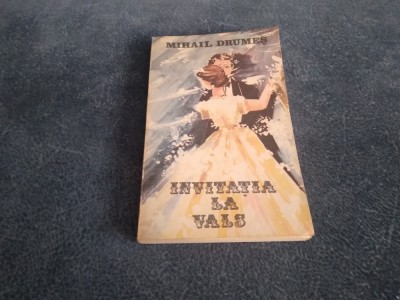 MIHAIL DRUMEȘ
INVITAȚIA
LA
VALS